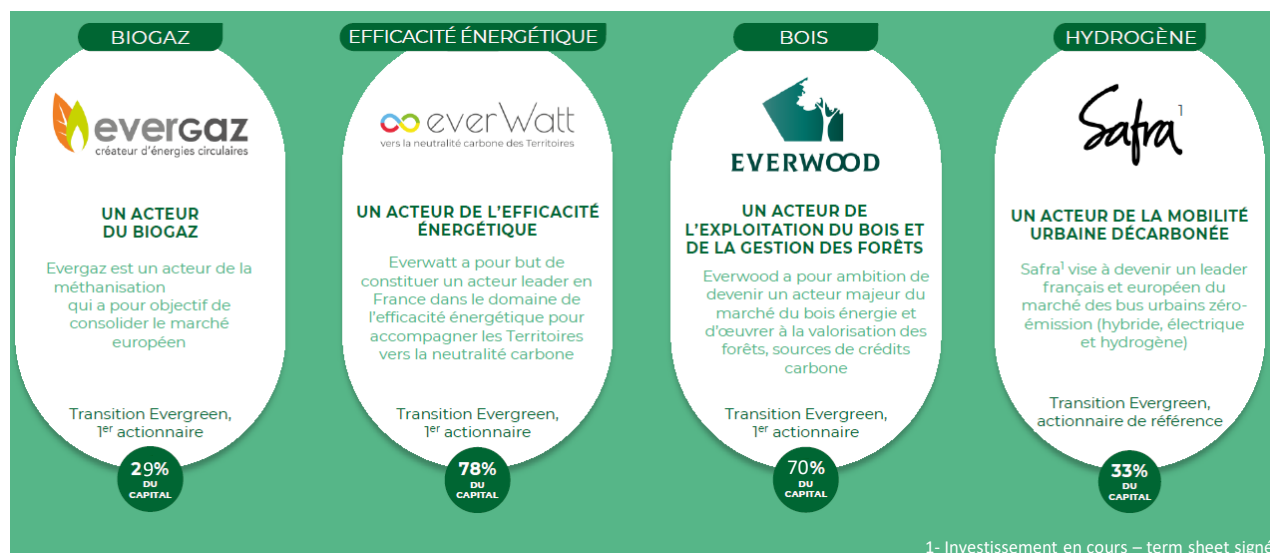 BIOGAZ
evergaz
créateur d'énergies circulaires
UN ACTEUR
DU BIOGAZ
Evergaz est un acteur de la
méthanisation
qui a pour objectif de
consolider le marché
européen
Transition Evergreen,
1er actionnaire
29%
DU
CAPITAL
EFFICACITÉ ÉNERGÉTIQUE
everWatt
vers la neutralité carbone des Territoires
UN ACTEUR DE L'EFFICACITÉ
ÉNERGÉTIQUE
Everwatt a pour but de
constituer un acteur leader en
France dans le domaine de
l'efficacité énergétique pour
accompagner les Territoires
vers la neutralité carbone
Transition Evergreen,
1er actionnaire
78%
DU
CAPITAL
BOIS
EVERWOOD
UN ACTEUR DE
L'EXPLOITATION DU BOIS ET
DE LA GESTION DES FORÊTS
Everwood a pour ambition de
devenir un acteur majeur du
marché du bois énergie et
d'œuvrer à la valorisation des
forêts, sources de crédits
carbone
Transition Evergreen,
1er actionnaire
70%
DU
CAPITAL
HYDROGÈNE
Safra1
UN ACTEUR DE LA MOBILITÉ
URBAINE DÉCARBONÉE
Safra1 vise à devenir un leader
français et européen du
marché des bus urbains zéro-
émission (hybride, électrique
et hydrogène)
Transition Evergreen,
actionnaire de référence
33%
DU
CAPITAL
1- Investissement en cours – term sheet signé